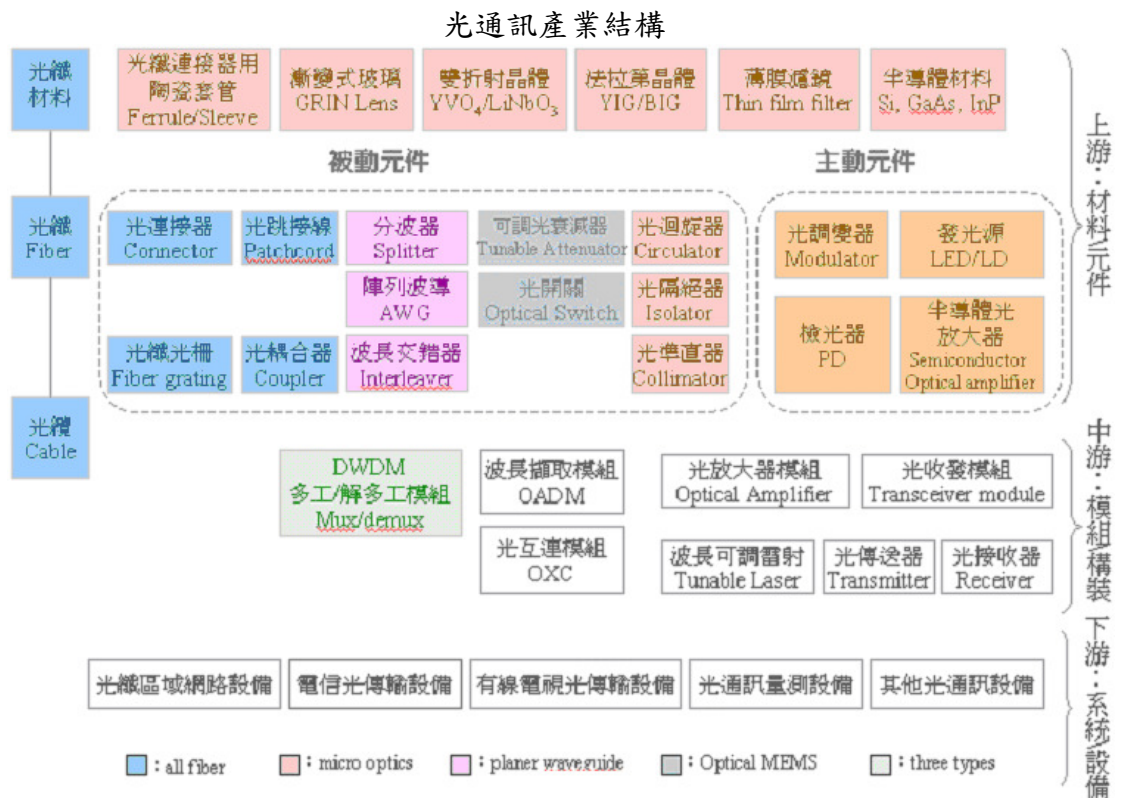 光通訊產業結構
光纖
材料
光纖連接器用
陶瓷套管
Ferrule/Sleeve
漸變式玻璃
GRIN Lens
雙折射晶體
YVO₄/LiNbO₃
法拉第晶體
YIG/BIG
薄膜濾鏡
Thin film filter
半導體材料
Si, GaAs, InP
上游：材料元件
被動元件
主動元件
光纖
Fiber
光連接器
Connector
光跳接線
Patchcord
分波器
Splitter
可調光衰減器
Tunable Attenuator
光迴旋器
Circulator
光調變器
Modulator
發光源
LED/LD
陣列波導
AWG
光開關
Optical Switch
光隔絕器
Isolator
檢光器
PD
半導體光
放大器
Semiconductor
Optical amplifier
光纖光柵
Fiber grating
光耦合器
Coupler
波長交錯器
Interleaver
光準直器
Collimator
光纜
Cable
DWDM
多工/解多工模組
Mux/demux
波長擷取模組
OADM
光放大器模組
Optical Amplifier
光收發模組
Transceiver module
中游：模組/構裝
光互連模組
OXC
波長可調雷射
Tunable Laser
光傳送器
Transmitter
光接收器
Receiver
光纖區域網路設備
電信光傳輸設備
有線電視光傳輸設備
光通訊量測設備
其他光通訊設備
下游：系統/設備
：all fiber
：micro optics
：planer waveguide
：Optical MEMS
：three types